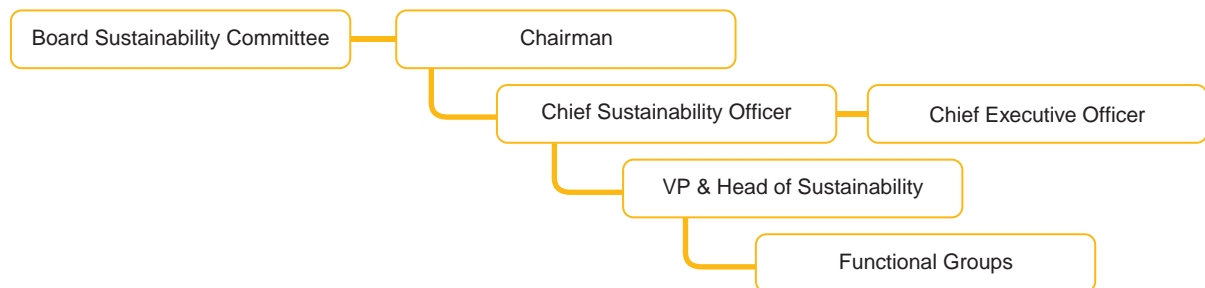 Board Sustainability Committee
Chairman
Chief Sustainability Officer
Chief Executive Officer
VP & Head of Sustainability
Functional Groups